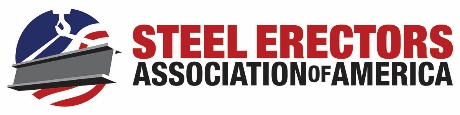 STEEL ERECTORS
ASSOCIATION OF AMERICA